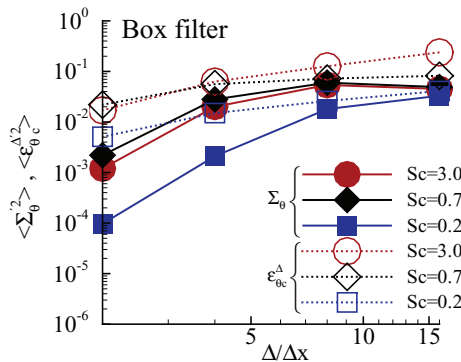 Box filter
10⁰
10⁻¹
10⁻²
10⁻³
10⁻⁴
10⁻⁵
10⁻⁶
<Σ'²_θ> , <ε^Δ'²_θc>
Σ_θ
Sc=3.0
Sc=0.7
Sc=0.2
ε^Δ_θc
Sc=3.0
Sc=0.7
Sc=0.2
5 10 15
Δ/Δx